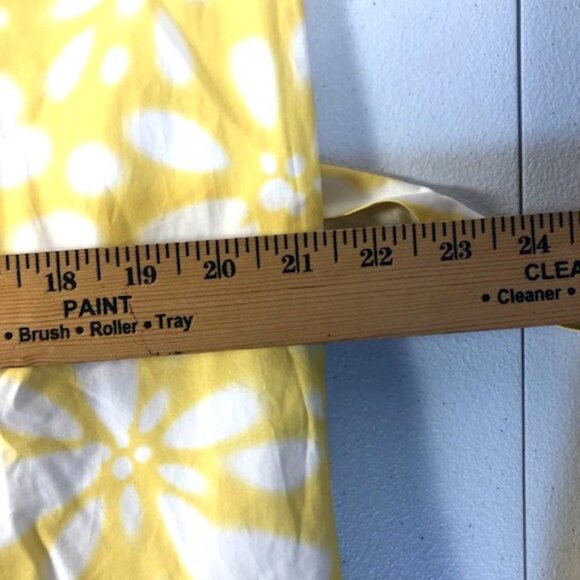 18 19 20 21 22 23 24
PAINT
• Brush • Roller • Tray
CLEA
• Cleaner •